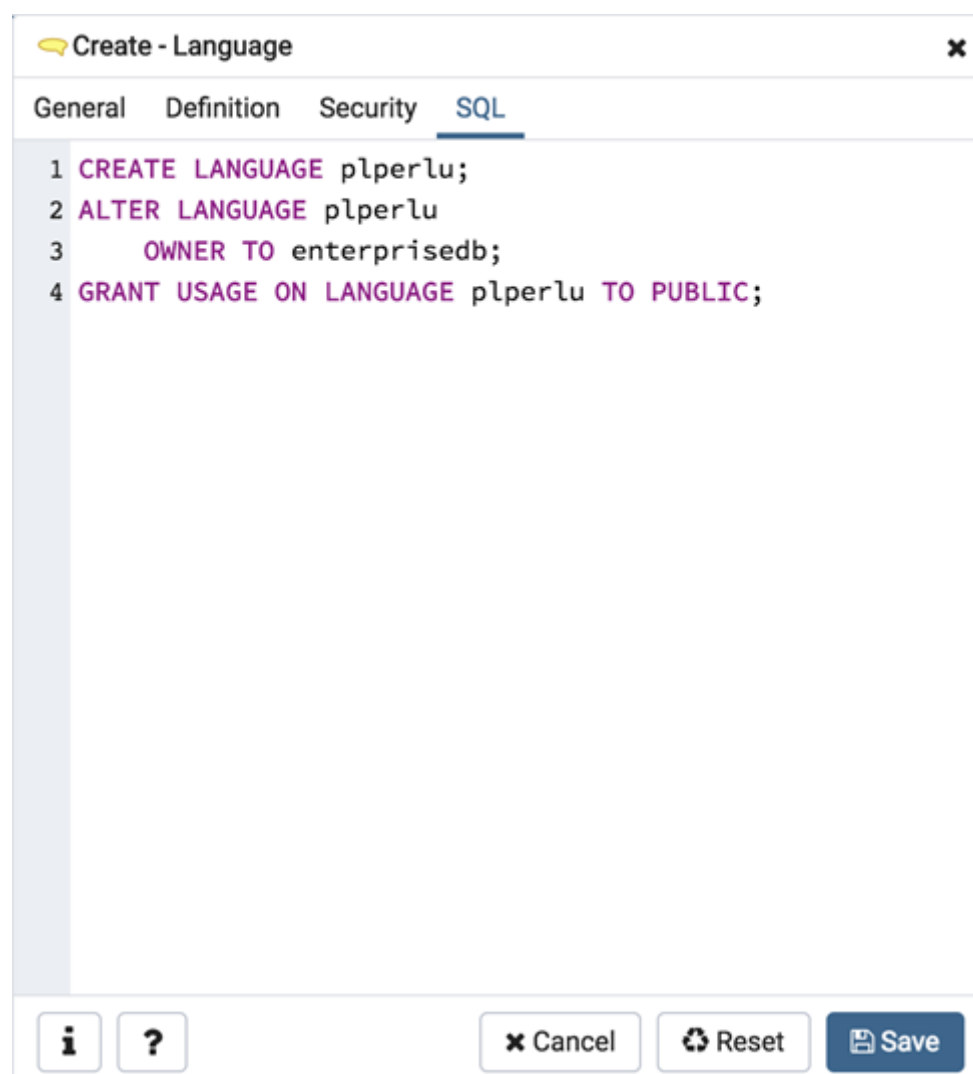 Create - Language
General Definition Security SQL
1 CREATE LANGUAGE plperlu;
2 ALTER LANGUAGE plperlu
3 OWNER TO enterprisedb;
4 GRANT USAGE ON LANGUAGE plperlu TO PUBLIC;
i ? Cancel Reset Save